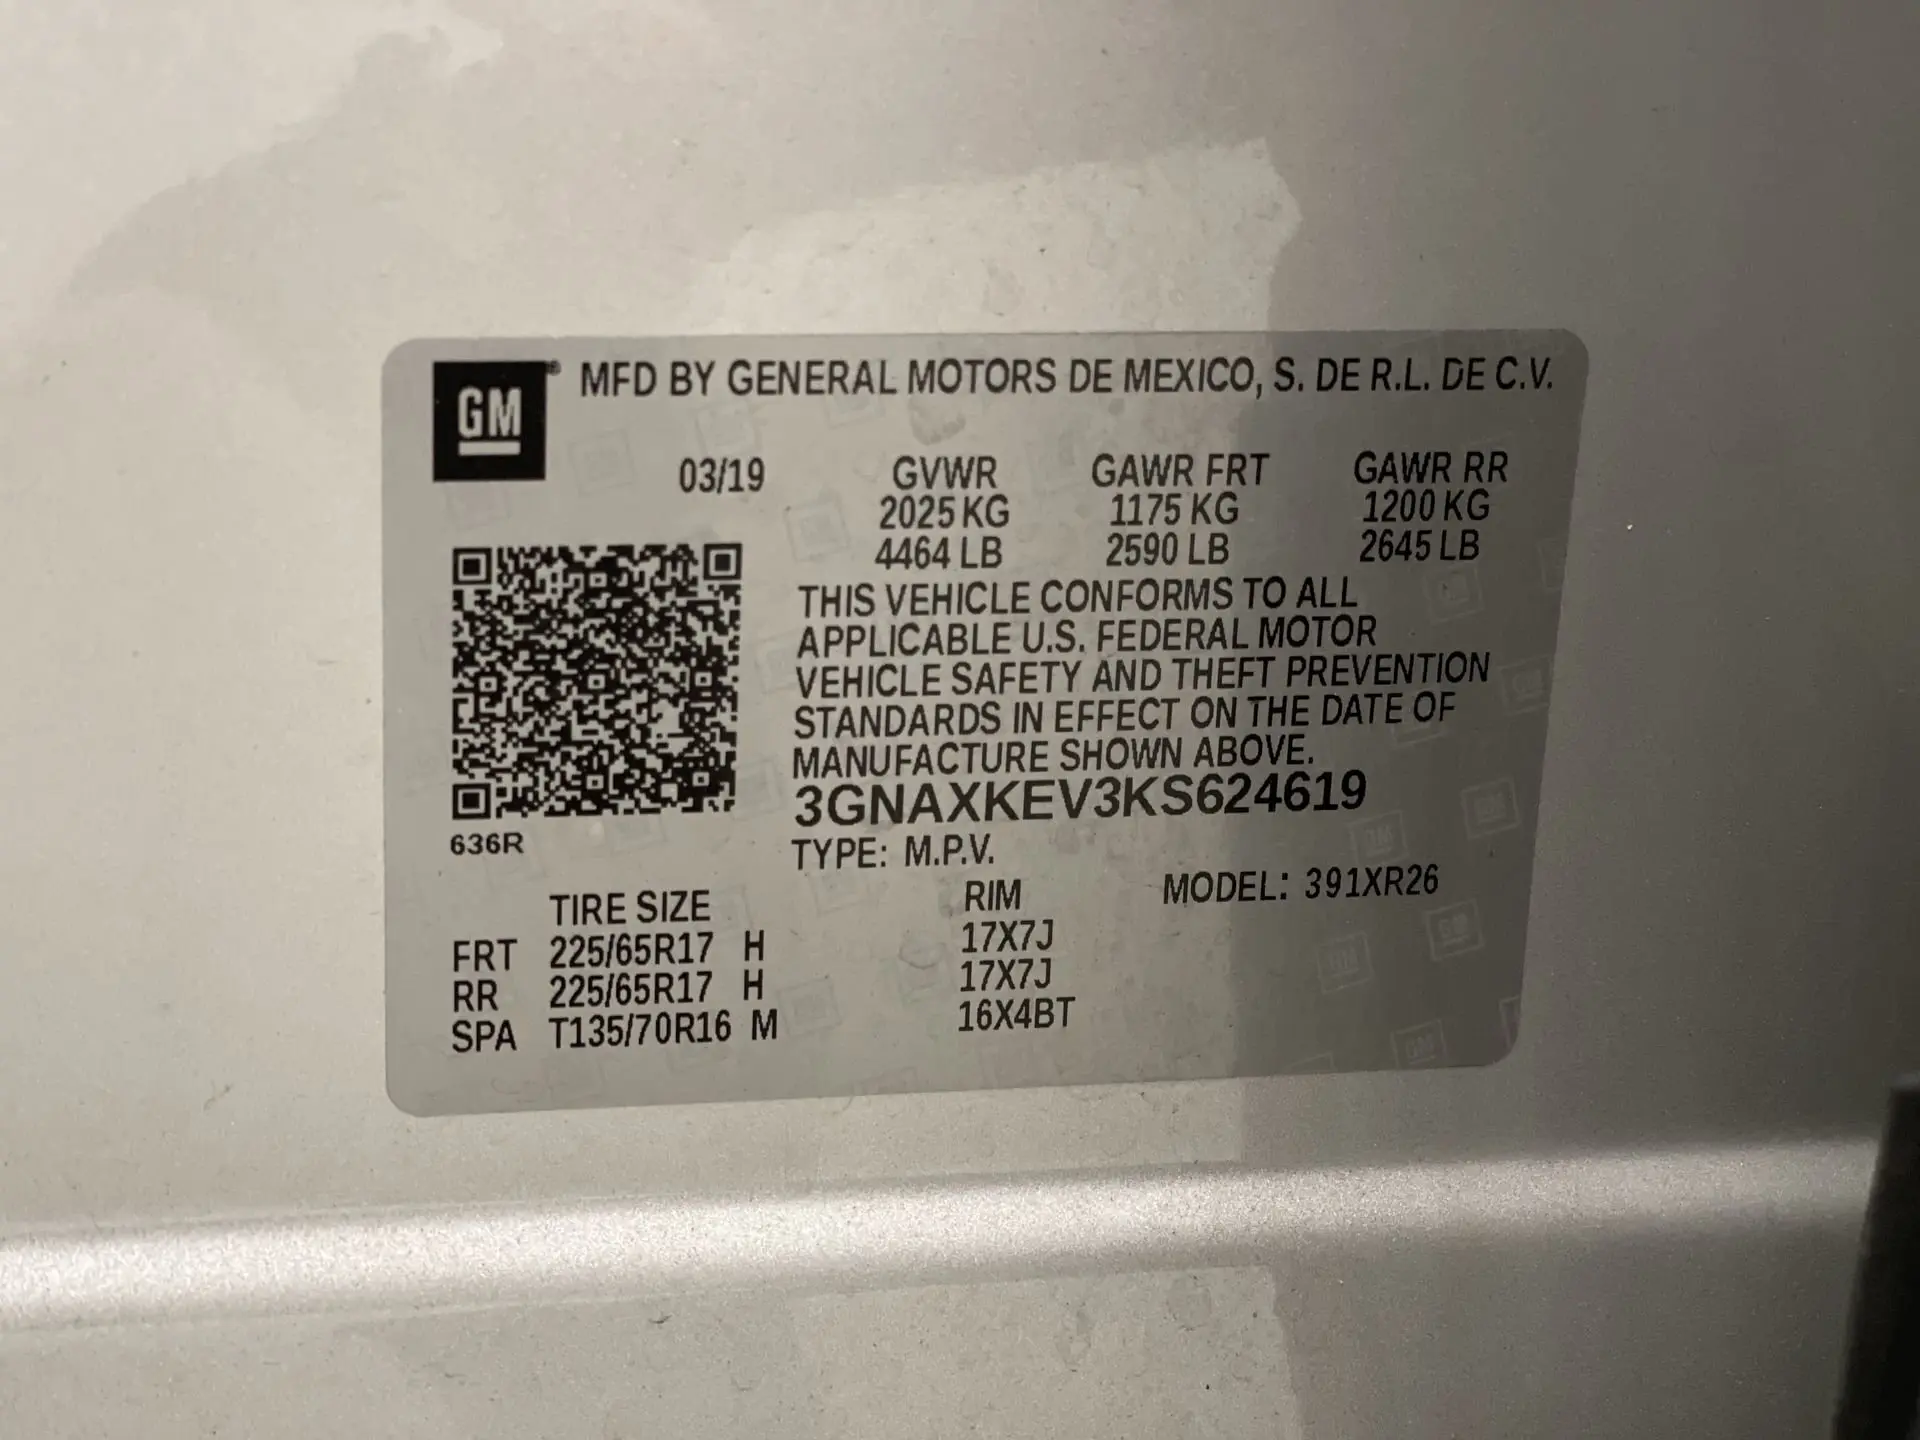 GM® MFD BY GENERAL MOTORS DE MEXICO, S. DE R.L. DE C.V.
03/19 GVWR GAWR FRT GAWR RR
2025 KG 1175 KG 1200 KG
4464 LB 2590 LB 2645 LB
THIS VEHICLE CONFORMS TO ALL
APPLICABLE U.S. FEDERAL MOTOR
VEHICLE SAFETY AND THEFT PREVENTION
STANDARDS IN EFFECT ON THE DATE OF
MANUFACTURE SHOWN ABOVE.
3GNAXKEV3KS624619
636R
TYPE: M.P.V.
TIRE SIZE RIM MODEL: 391XR26
FRT 225/65R17 H 17X7J
RR 225/65R17 H 17X7J
SPA T135/70R16 M 16X4BT